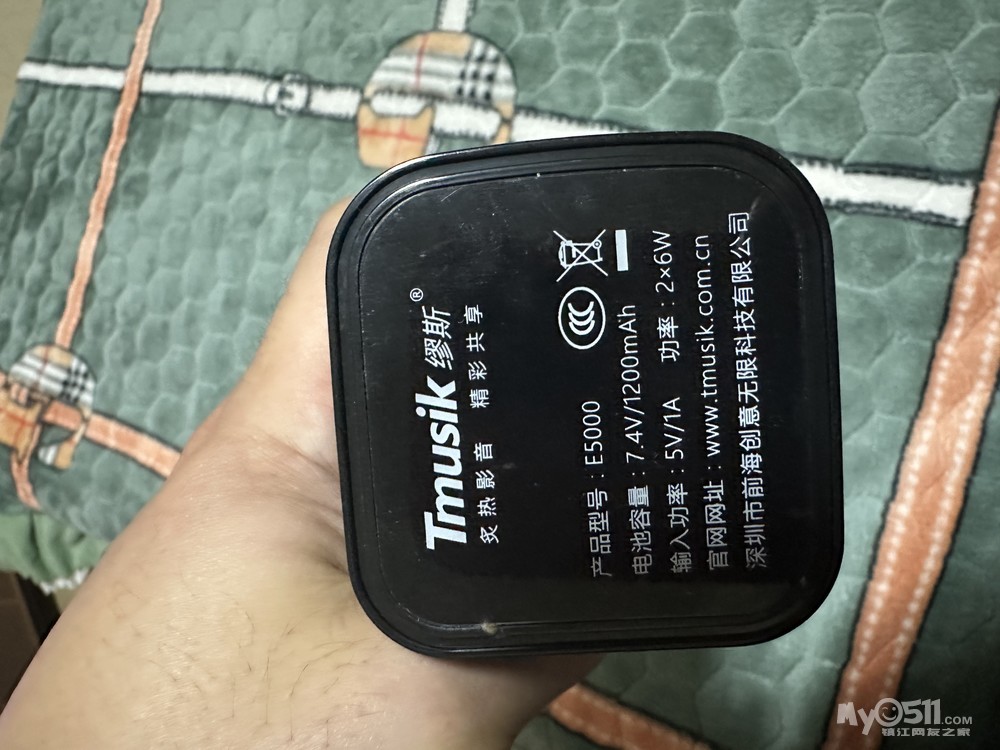 Tmusik 缪斯®
炙热影音 精彩共享
产品型号：E5000
电池容量：7.4V/1200mAh
输入功率：5V/1A 功率：2×6W
官网网址：www.tmusik.com.cn
深圳市前海创意无限科技有限公司
CCC
My0511.COM
镇江网友之家